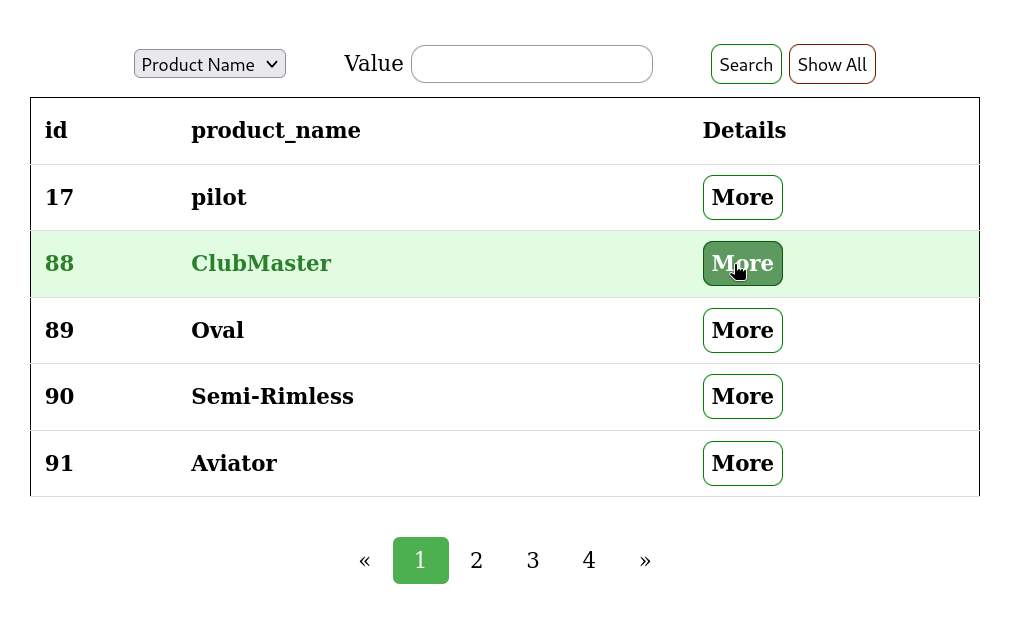 Product Name Value Search Show All
id product_name Details
17 pilot More
88 ClubMaster More
89 Oval More
90 Semi-Rimless More
91 Aviator More
« 1 2 3 4 »